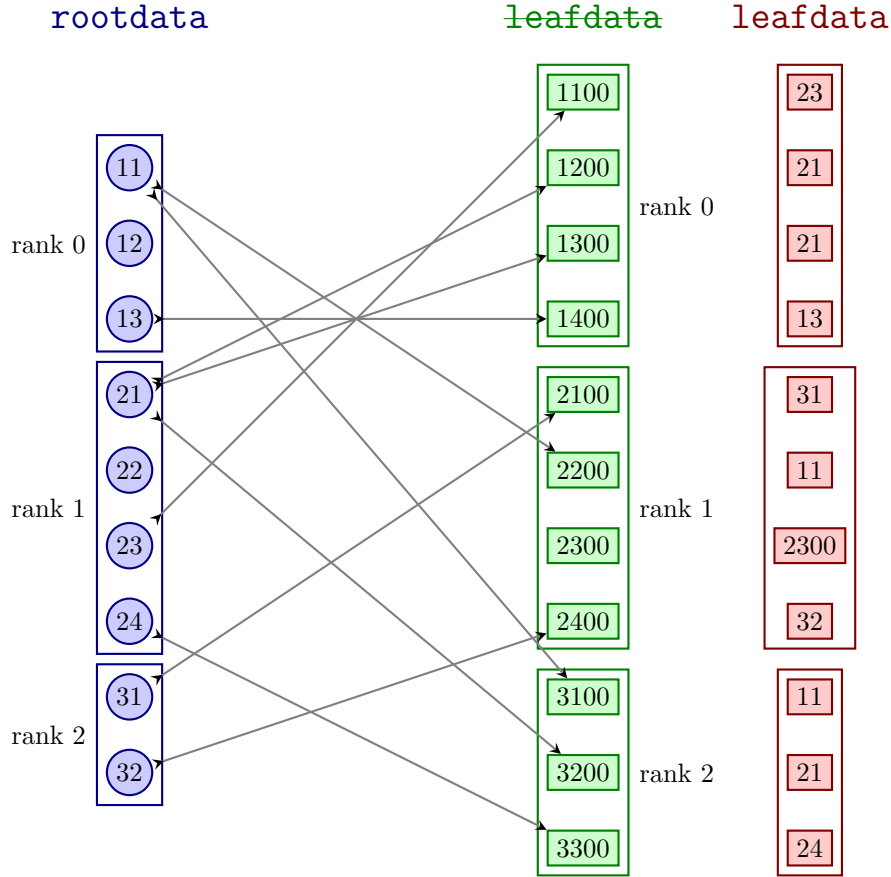 rootdata leafdata leafdata
1100 23
11 1200 21
rank 0
rank 0 12 1300 21
13 1400 13
21 2100 31
22 2200 11
rank 1 rank 1
23 2300 2300
24 2400 32
31 3100 11
rank 2
32 3200 rank 2 21
3300 24